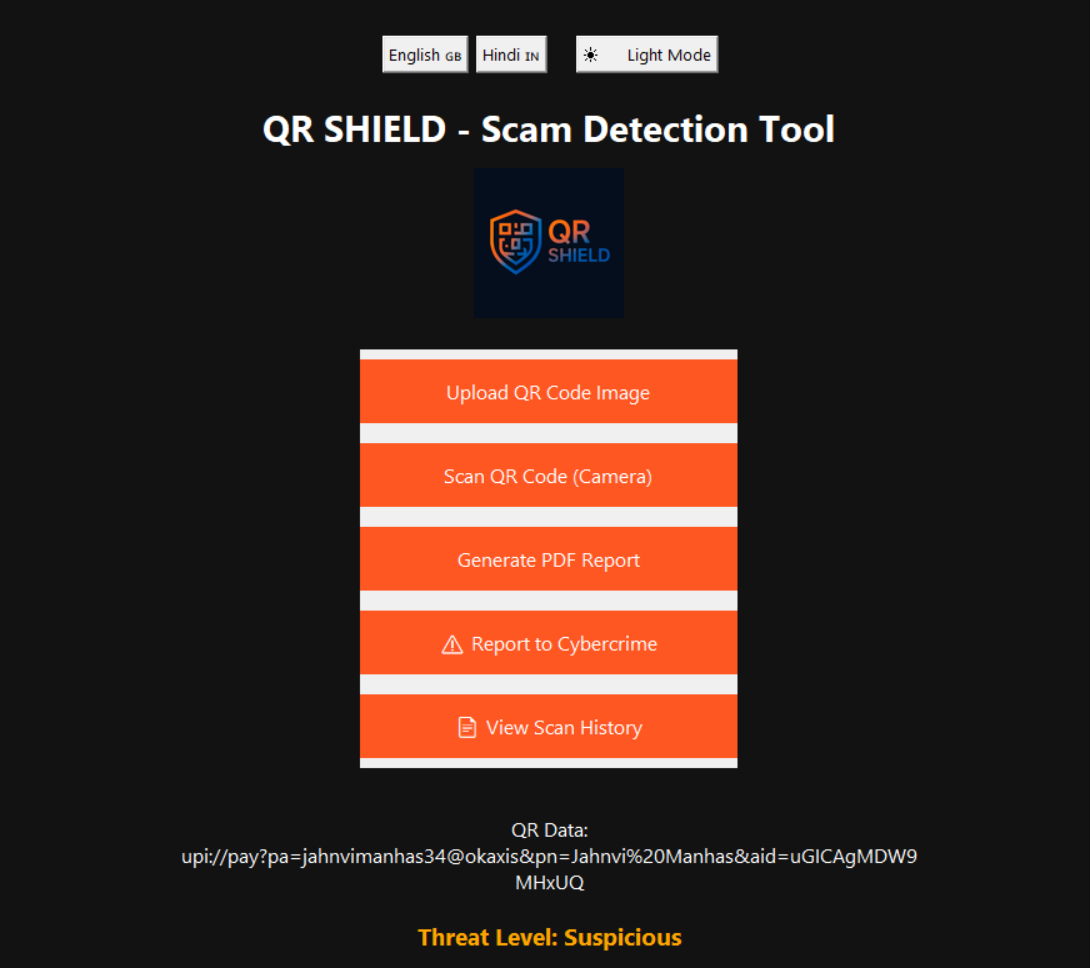 English GB Hindi IN Light Mode
QR SHIELD - Scam Detection Tool
QR
SHIELD
Upload QR Code Image
Scan QR Code (Camera)
Generate PDF Report
Report to Cybercrime
View Scan History
QR Data:
upi://pay?pa=jahnvimanhas34@okaxis&pn=Jahnvi%20Manhas&aid=uGICAgMDW9
MHxUQ
Threat Level: Suspicious